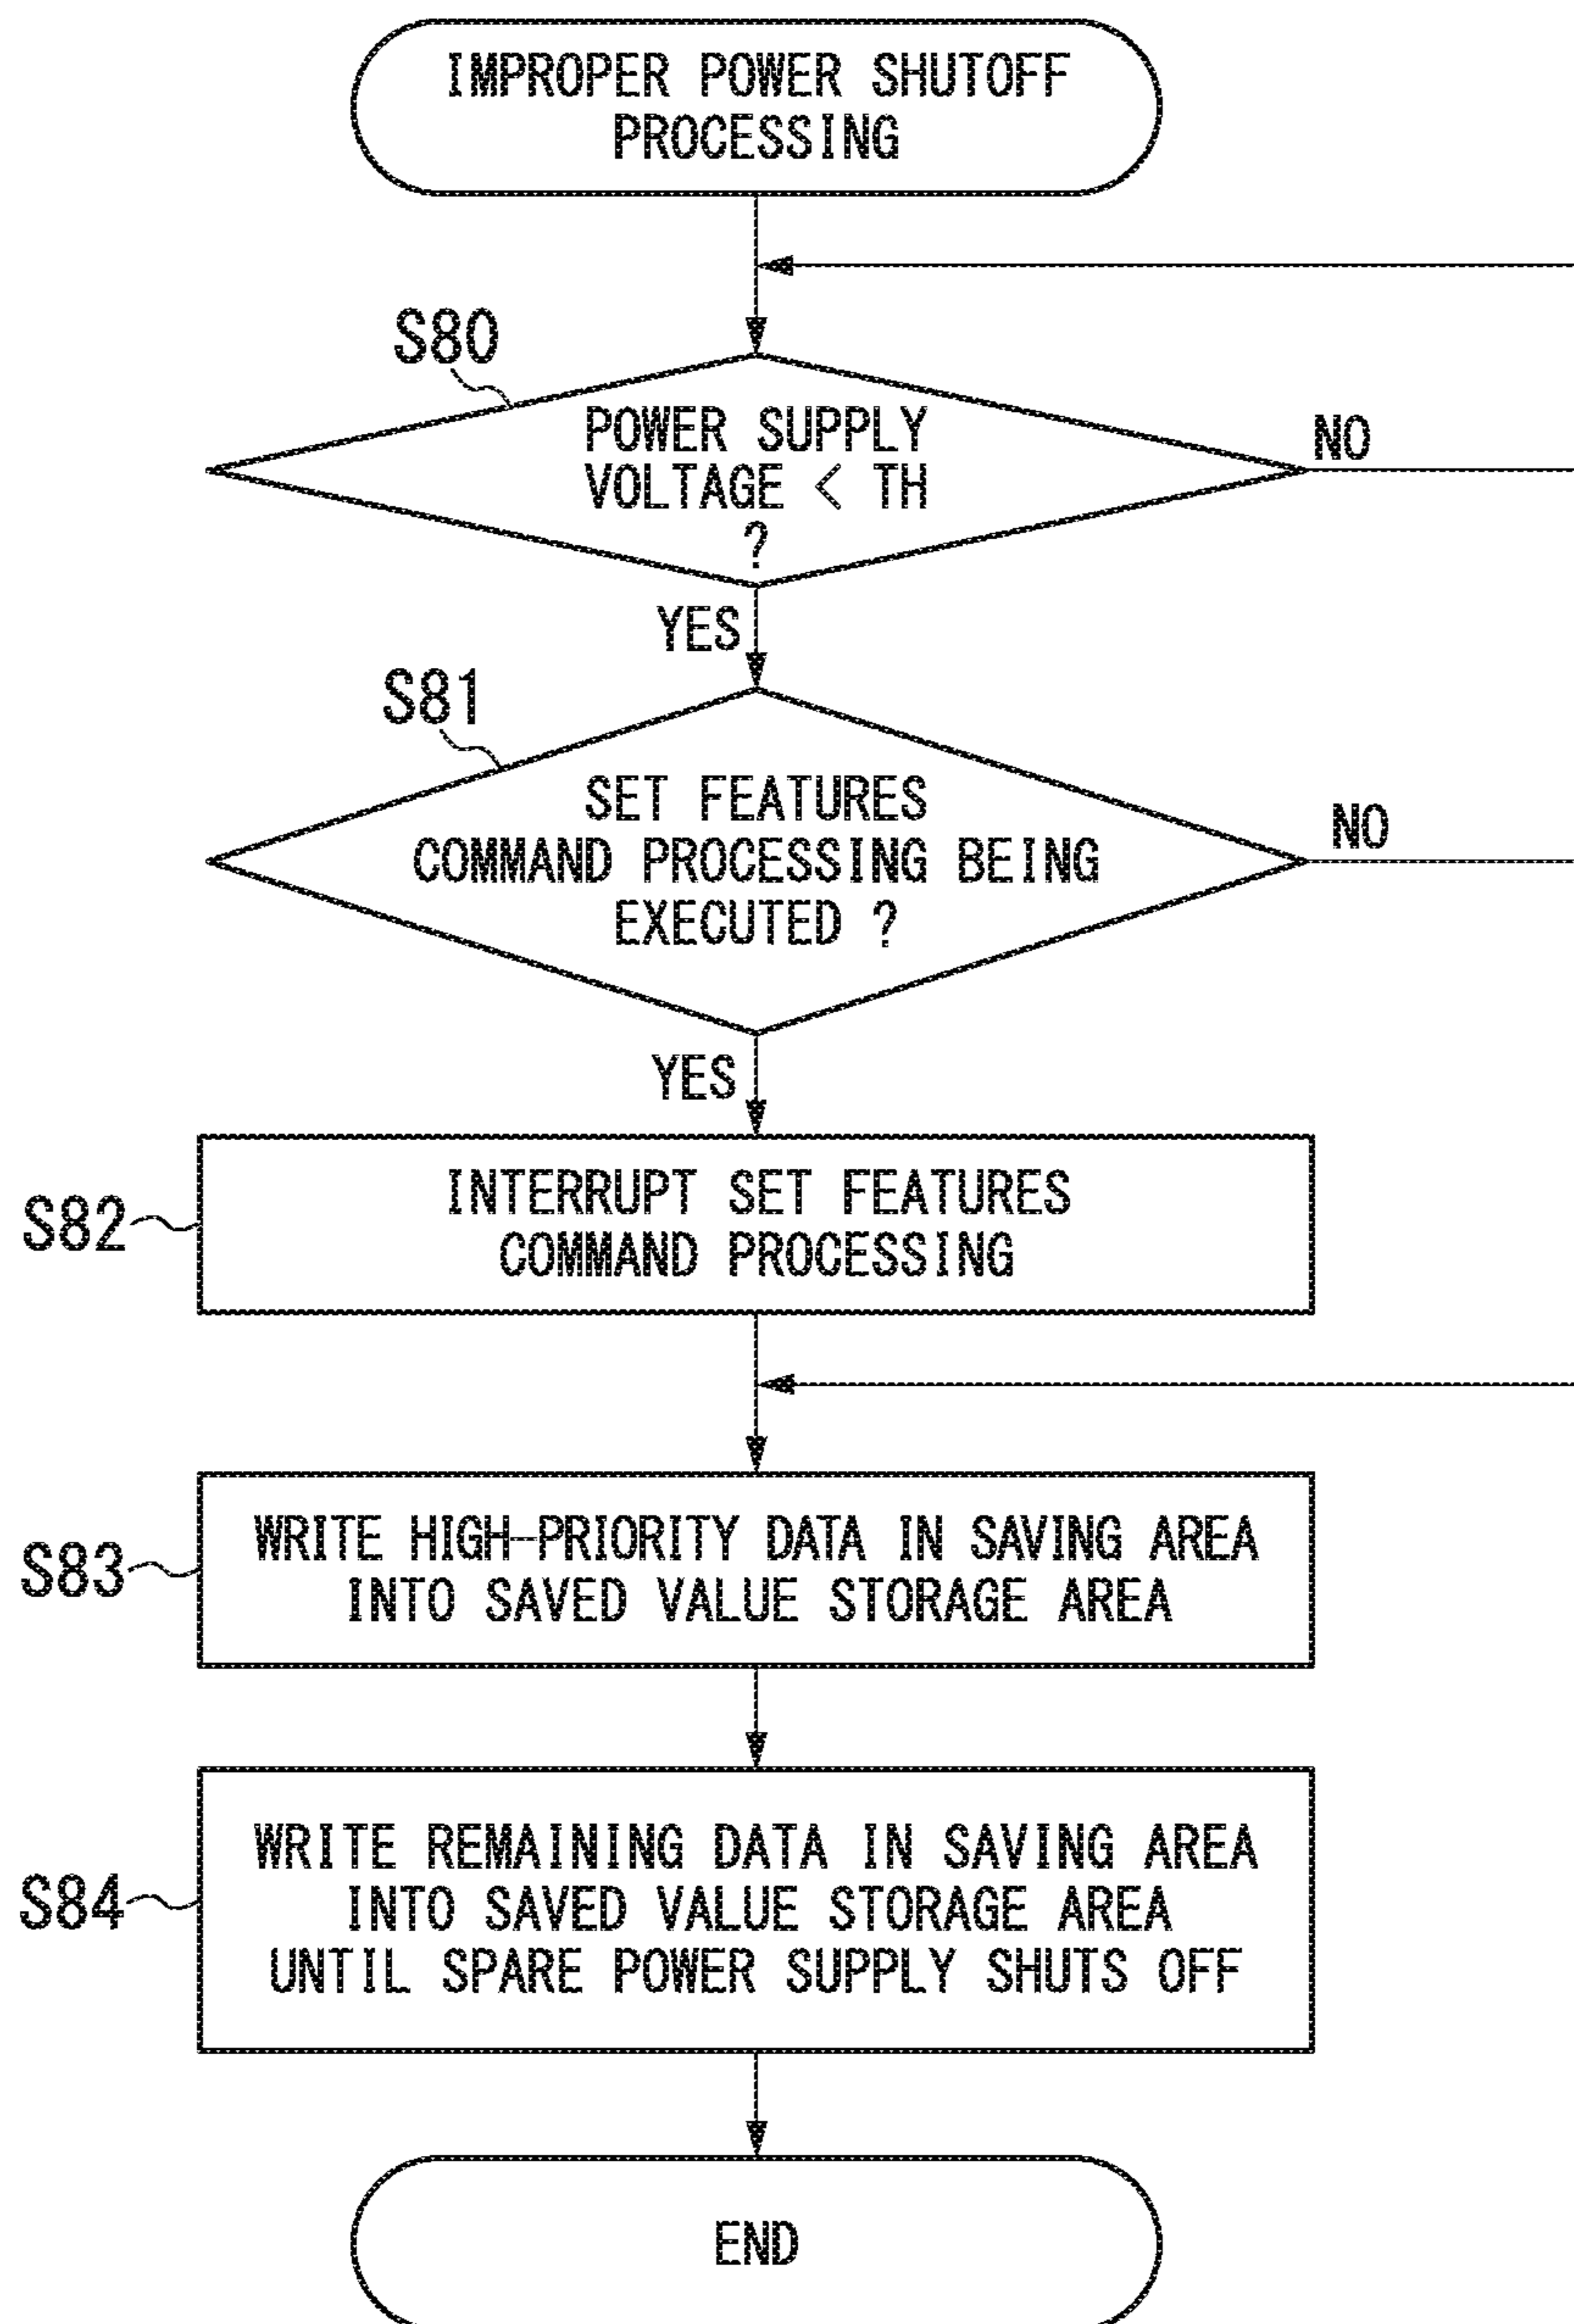 IMPROPER POWER SHUTOFF
PROCESSING
S80
POWER SUPPLY
VOLTAGE < TH
?
NO
YES
S81
SET FEATURES
COMMAND PROCESSING BEING
EXECUTED ?
NO
YES
S82
INTERRUPT SET FEATURES
COMMAND PROCESSING
S83
WRITE HIGH-PRIORITY DATA IN SAVING AREA
INTO SAVED VALUE STORAGE AREA
S84
WRITE REMAINING DATA IN SAVING AREA
INTO SAVED VALUE STORAGE AREA
UNTIL SPARE POWER SUPPLY SHUTS OFF
END